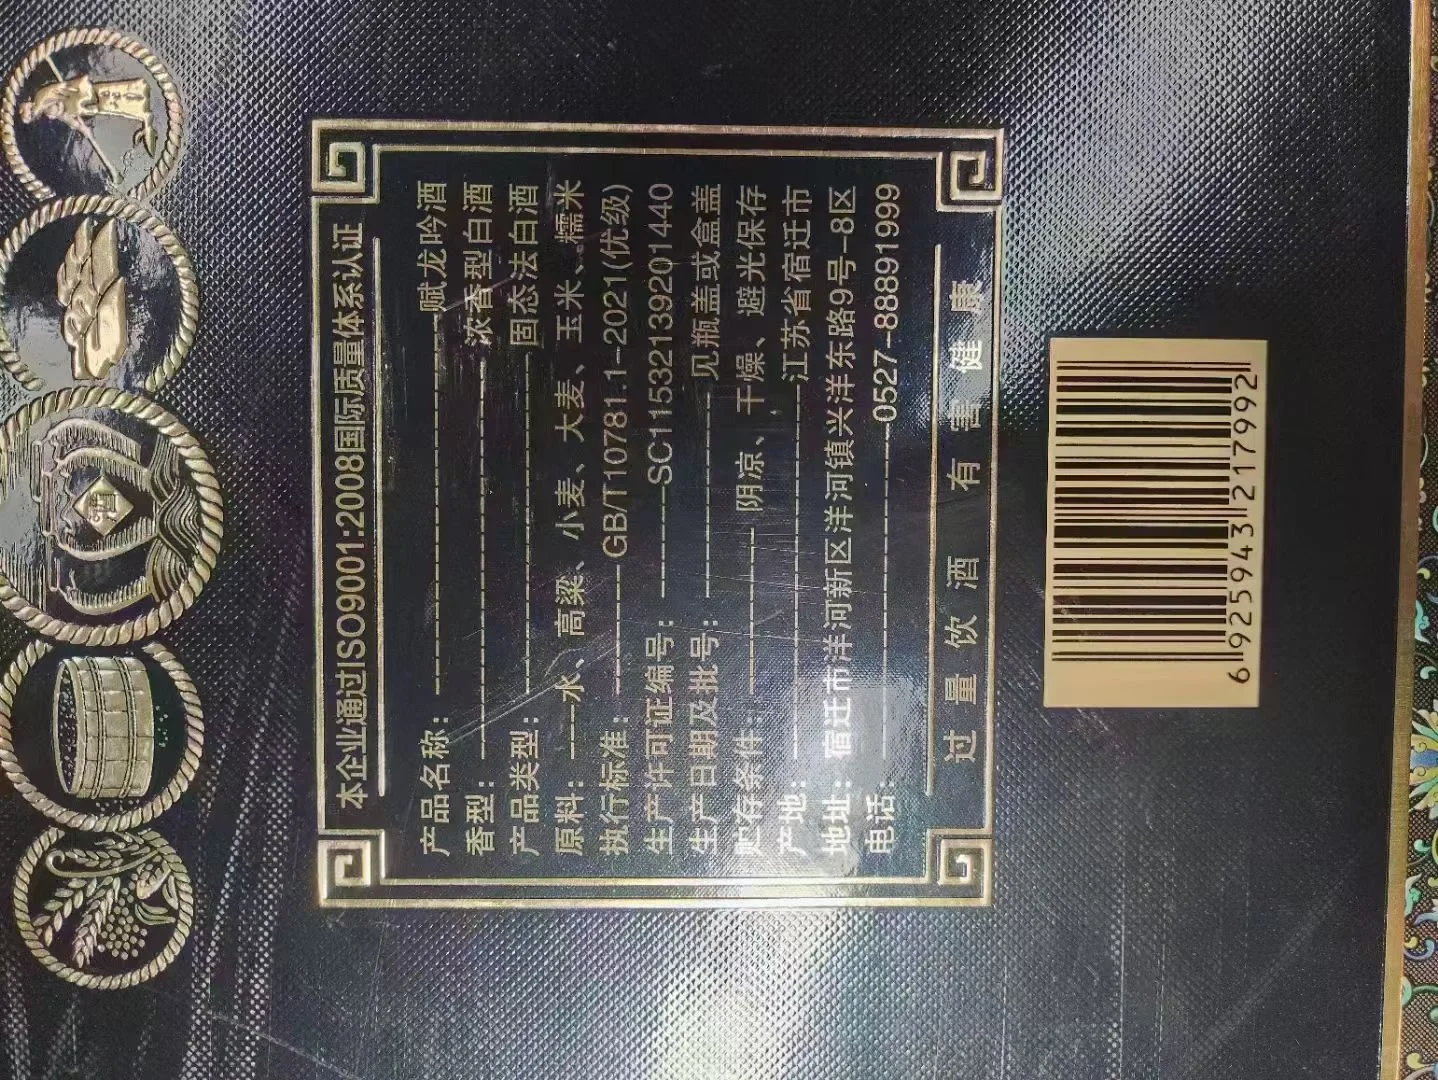 本企业通过ISO9001:2008国际质量体系认证
产品名称：赋龙吟酒
香型：浓香型白酒
产品类型：固态法白酒
原料：水、高粱、小麦、大麦、玉米、糯米
执行标准：GB/T10781.1-2021(优级)
生产许可证编号：SC11532139201440
生产日期及批号：见瓶盖或盒盖
贮存条件：阴凉、干燥、避光保存
产地：江苏省宿迁市
地址：宿迁市洋河新区洋河镇兴洋东路9号-8区
电话：0527-88891999
过量饮酒有害健康
6925943217992